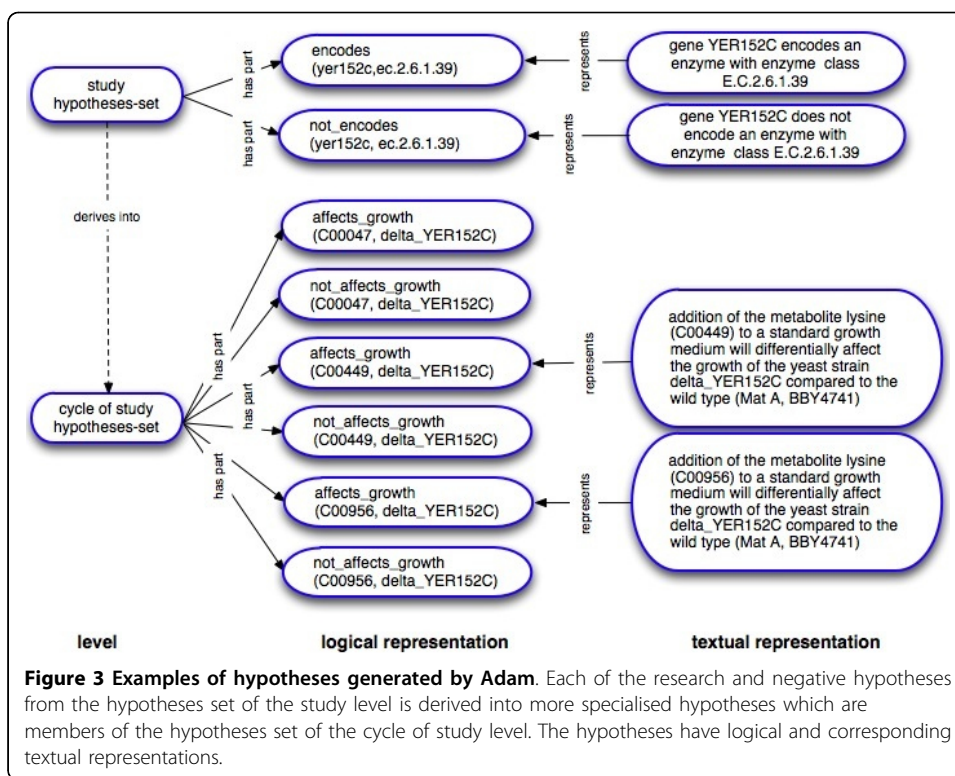 study
hypotheses-set
has part
has part
encodes
(yer152c,ec.2.6.1.39)
represents
gene YER152C encodes an
enzyme with enzyme class
E.C.2.6.1.39
not_encodes
(yer152c, ec.2.6.1.39)
represents
gene YER152C does not
encode an enzyme with
enzyme class E.C.2.6.1.39
derives into
cycle of study
hypotheses-set
has part
has part
has part
affects_growth
(C00047, delta_YER152C)
not_affects_growth
(C00047, delta_YER152C)
affects_growth
(C00449, delta_YER152C)
represents
addition of the metabolite lysine
(C00449) to a standard growth
medium will differentially affect
the growth of the yeast strain
delta_YER152C compared to the
wild type (Mat A, BBY4741)
not_affects_growth
(C00449, delta_YER152C)
affects_growth
(C00956, delta_YER152C)
represents
addition of the metabolite lysine
(C00956) to a standard growth
medium will differentially affect
the growth of the yeast strain
delta_YER152C compared to the
wild type (Mat A, BBY4741)
not_affects_growth
(C00956, delta_YER152C)
level
logical representation
textual representation
Figure 3 Examples of hypotheses generated by Adam. Each of the research and negative hypotheses
from the hypotheses set of the study level is derived into more specialised hypotheses which are
members of the hypotheses set of the cycle of study level. The hypotheses have logical and corresponding
textual representations.